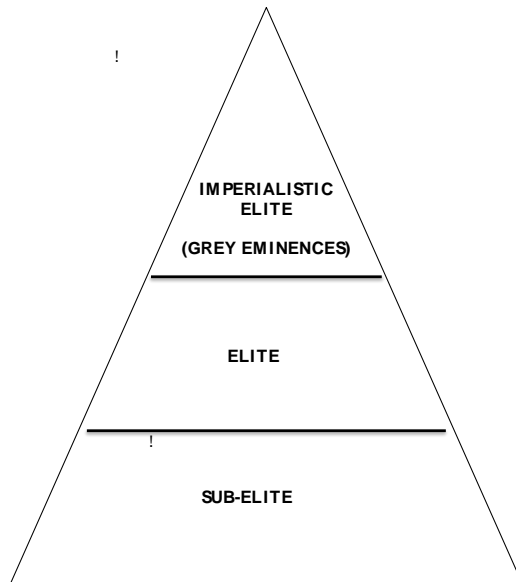 !
IMPERIALISTIC
ELITE
(GREY EMINENCES)
ELITE
!
SUB-ELITE